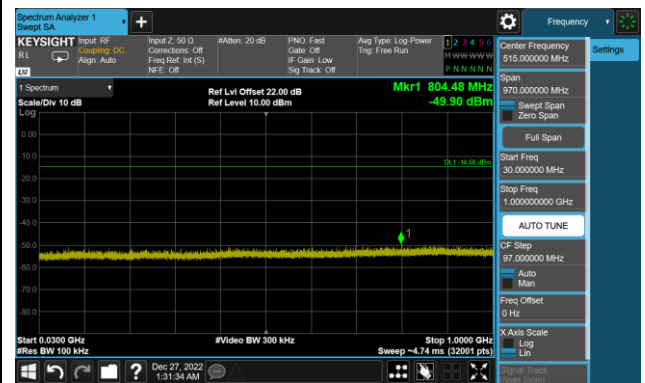 Spectrum Analyzer 1
Swept SA
+
Frequency
KEYSIGHT
RL
LXI
Input: RF
Coupling: DC
Align: Auto
Input Z: 50 Ω
Corrections: Off
Freq Ref: Int (S)
NFE: Off
#Atten: 20 dB
PNO: Fast
Gate: Off
IF Gain: Low
Sig Track: Off
Avg Type: Log-Power
Trig: Free Run
1 2 3 4 5 6
M W W W W W
P N N N N N
1 Spectrum
Scale/Div 10 dB
Log
Ref Lvl Offset 22.00 dB
Ref Level 10.00 dBm
Mkr1 804.48 MHz
-49.90 dBm
0.00
-10.0
-20.0
-30.0
-40.0
-50.0
-60.0
-70.0
-80.0
DL1 -14.68 dBm
1
Start 0.0300 GHz
#Res BW 100 kHz
#Video BW 300 kHz
Stop 1.0000 GHz
Sweep ~4.74 ms (32001 pts)
Center Frequency
515.000000 MHz
Settings
Span
970.000000 MHz
Swept Span
Zero Span
Full Span
Start Freq
30.000000 MHz
Stop Freq
1.000000000 GHz
AUTO TUNE
CF Step
97.000000 MHz
Auto
Man
Freq Offset
0 Hz
X Axis Scale
Log
Lin
Signal Track
(Span Zoom)
?
Dec 27, 2022
1:31:34 AM